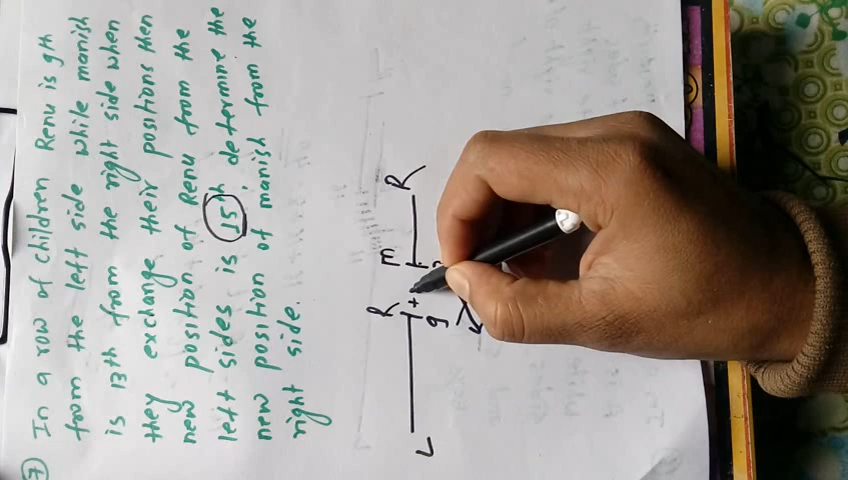 7 In a row of children Renu is 9th
from the left side while manish
is 13th from the right side when
they exchange their positions then
new position of Renu from the
left sides is 15th determine the
new position of manish from the
right side.
L R m R
9 +